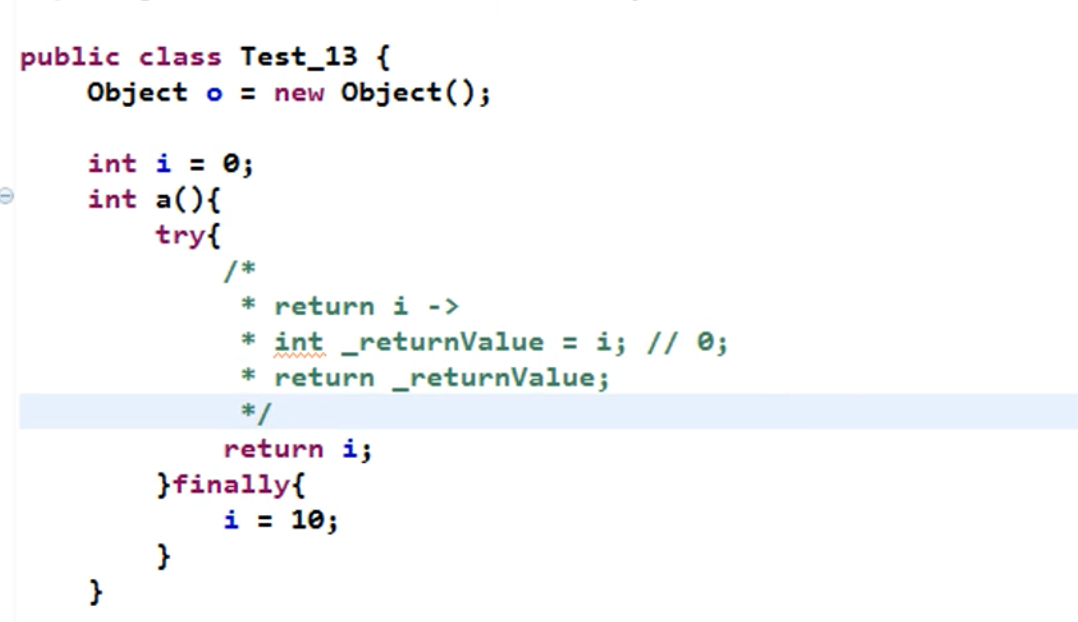 public class Test_13 {
Object o = new Object();
int i = 0;
int a(){
try{
/*
* return i ->
* int _returnValue = i; // 0;
* return _returnValue;
*/
return i;
}finally{
i = 10;
}
}